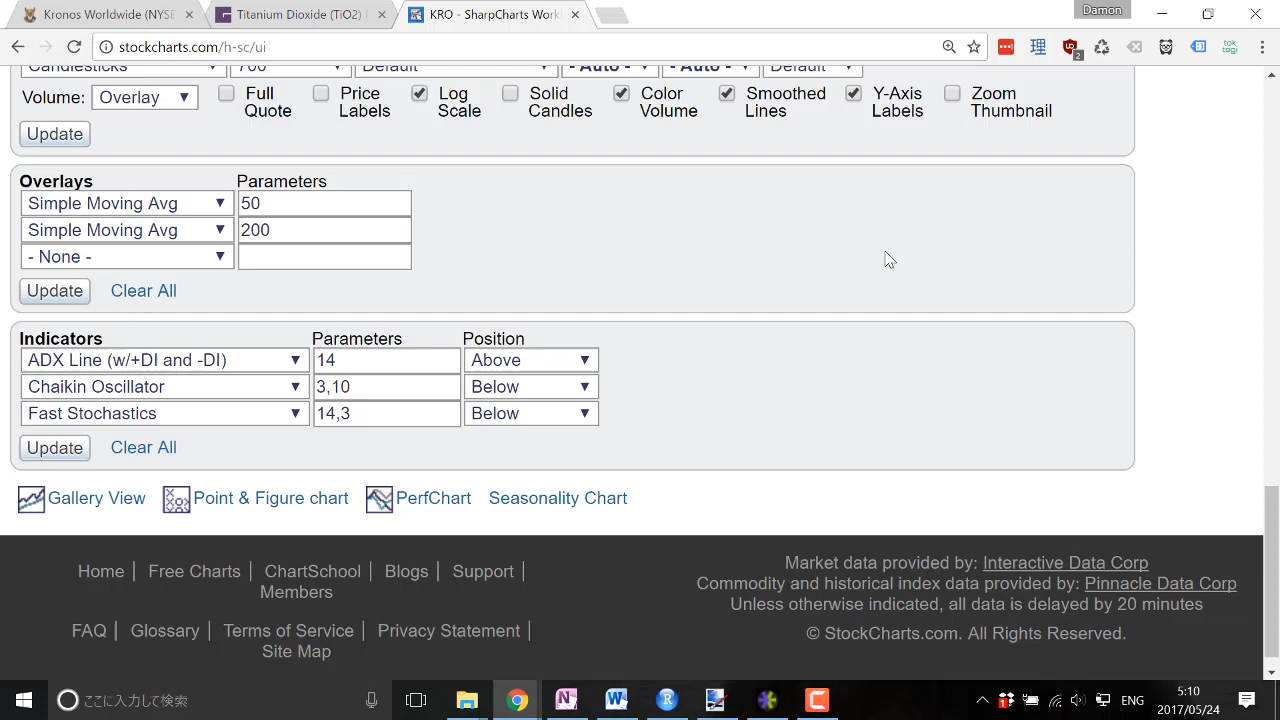 Kronos Worldwide (NYSE
Titanium Dioxide (TiO2)
KRO - SharpCharts Work
Damon
stockcharts.com/h-sc/ui
2
tok
tagi
Candlesticks
700
Default
- Auto -
- Auto -
Default
Volume:
Overlay
Full
Quote
Price
Labels
Log
Scale
Solid
Candles
Color
Volume
Smoothed
Lines
Y-Axis
Labels
Zoom
Thumbnail
Update
Overlays
Parameters
Simple Moving Avg
50
Simple Moving Avg
200
- None -
Update
Clear All
Indicators
Parameters
Position
ADX Line (w/+DI and -DI)
14
Above
Chaikin Oscillator
3,10
Below
Fast Stochastics
14,3
Below
Update
Clear All
Gallery View
Point & Figure chart
PerfChart
Seasonality Chart
Home | Free Charts | ChartSchool | Blogs | Support |
Members
FAQ | Glossary | Terms of Service | Privacy Statement |
Site Map
Market data provided by: Interactive Data Corp
Commodity and historical index data provided by: Pinnacle Data Corp
Unless otherwise indicated, all data is delayed by 20 minutes
© StockCharts.com. All Rights Reserved.
ここに入力して検索
ENG
5:10
2017/05/24